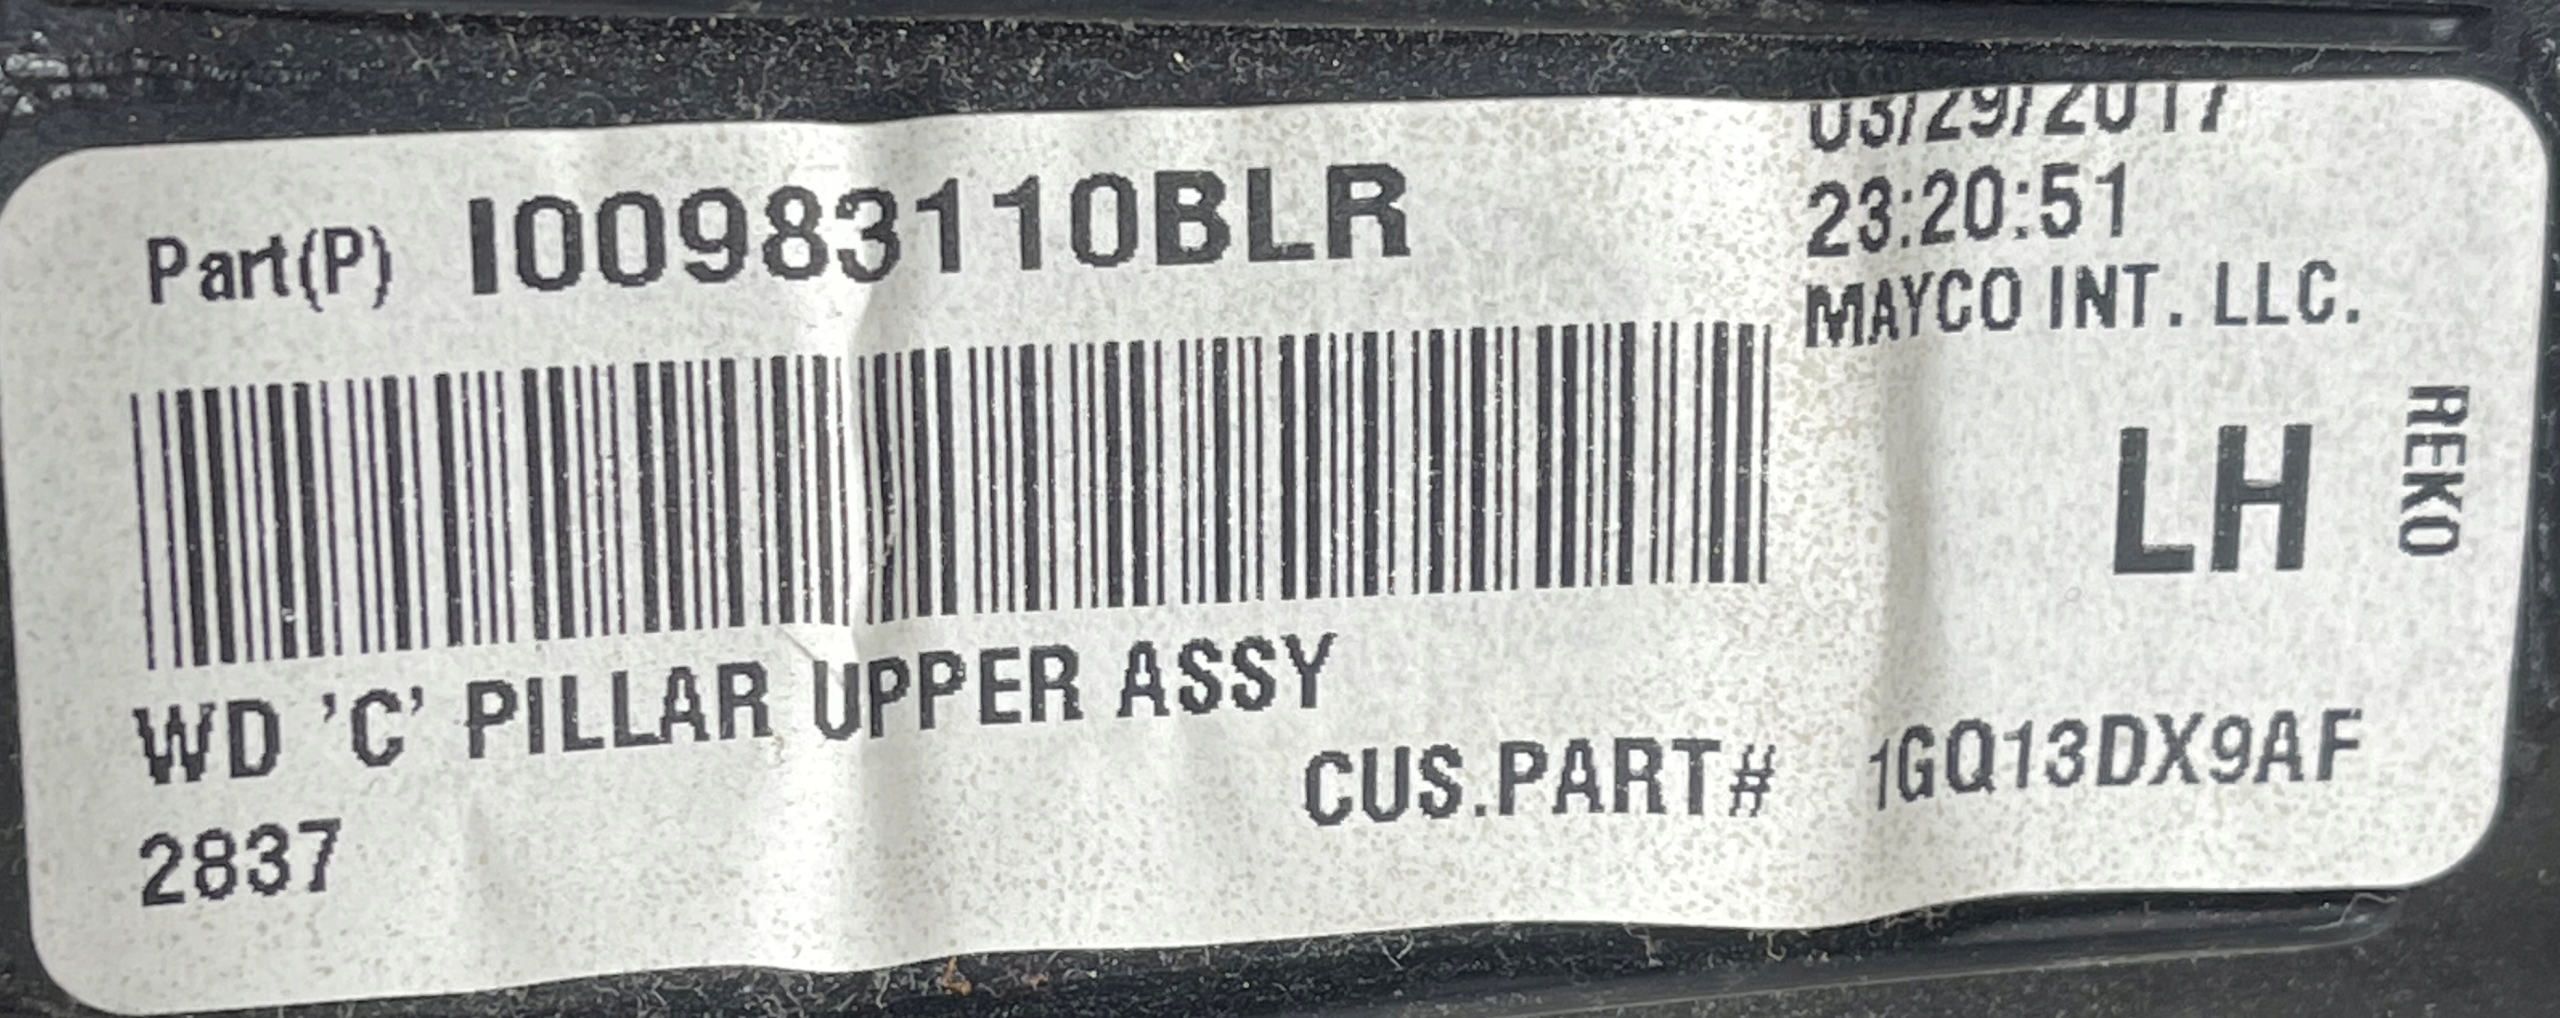 03/29/2017
Part(P) I00983110BLR
23:20:51
MAYCO INT. LLC.
LH
REKO
WD 'C' PILLAR UPPER ASSY
CUS.PART# 1GQ13DX9AF
2837